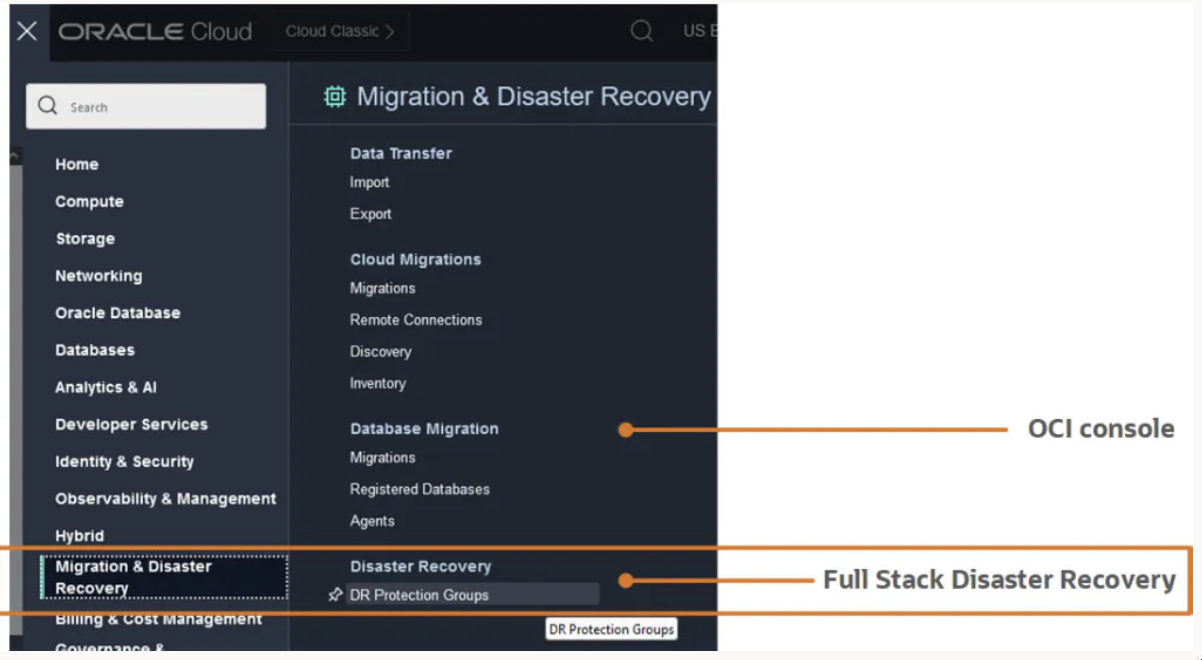 ORACLE Cloud
Cloud Classic >
US E
Search
Home
Compute
Storage
Networking
Oracle Database
Databases
Analytics & AI
Developer Services
Identity & Security
Observability & Management
Hybrid
Migration & Disaster
Recovery
Billing & Cost Management
Governance &
Migration & Disaster Recovery
Data Transfer
Import
Export
Cloud Migrations
Migrations
Remote Connections
Discovery
Inventory
Database Migration
Migrations
Registered Databases
Agents
Disaster Recovery
DR Protection Groups
DR Protection Groups
OCI console
Full Stack Disaster Recovery